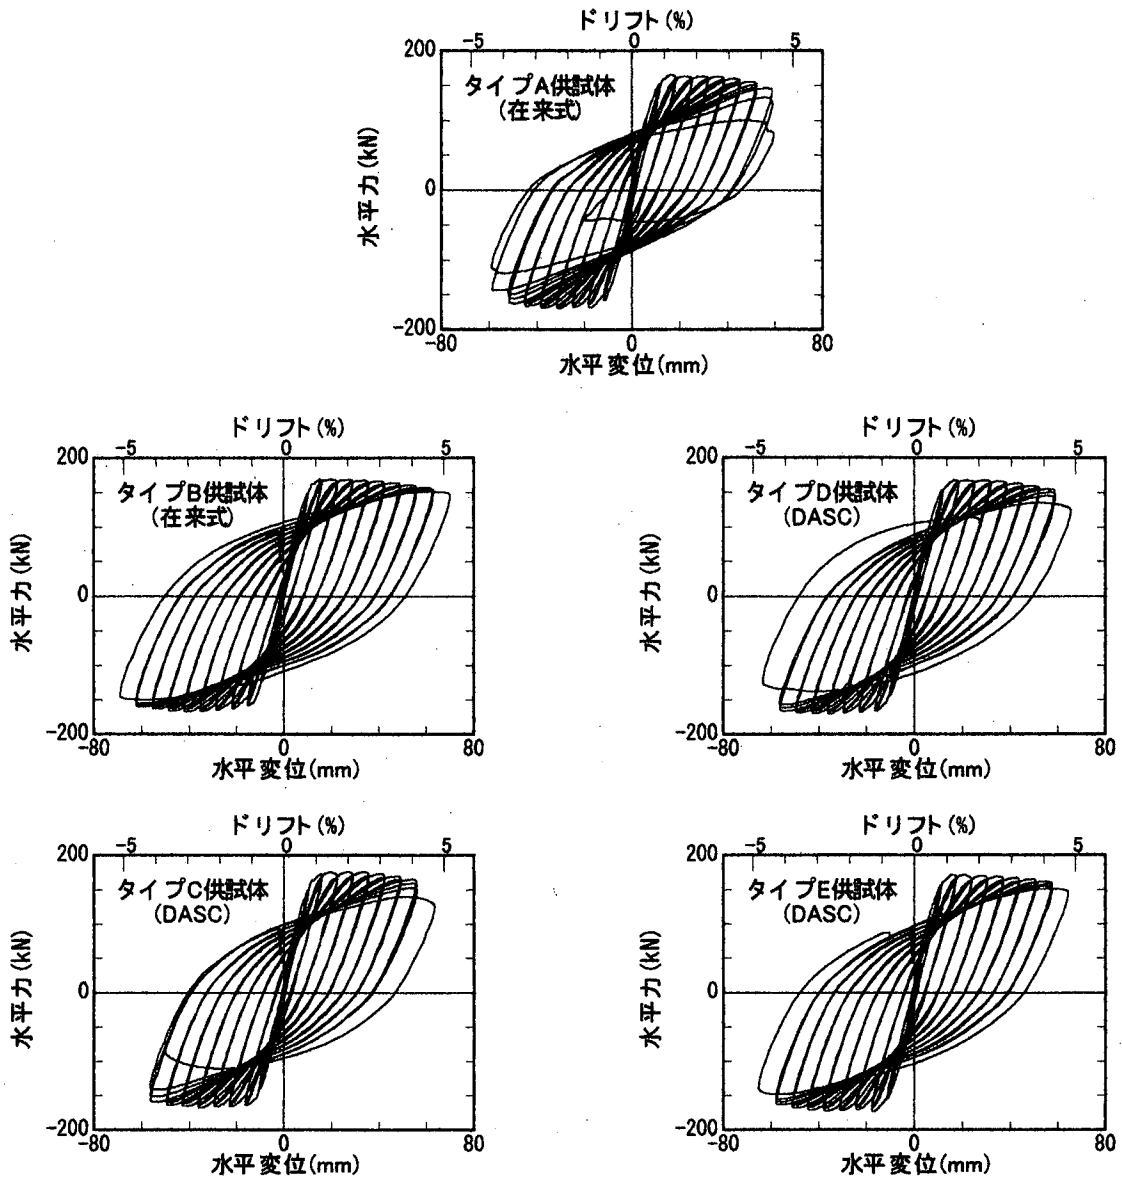 ドリフト(%)
-5 0 5
200
タイプA供試体
(在来式)
水平力(kN)
0
-200
-80 0 80
水平変位(mm)
ドリフト(%)
-5 0 5
200
タイプB供試体
(在来式)
水平力(kN)
0
-200
-80 0 80
水平変位(mm)
ドリフト(%)
-5 0 5
200
タイプD供試体
(DASC)
水平力(kN)
0
-200
-80 0 80
水平変位(mm)
ドリフト(%)
-5 0 5
200
タイプC供試体
(DASC)
水平力(kN)
0
-200
-80 0 80
水平変位(mm)
ドリフト(%)
-5 0 5
200
タイプE供試体
(DASC)
水平力(kN)
0
-200
-80 0 80
水平変位(mm)